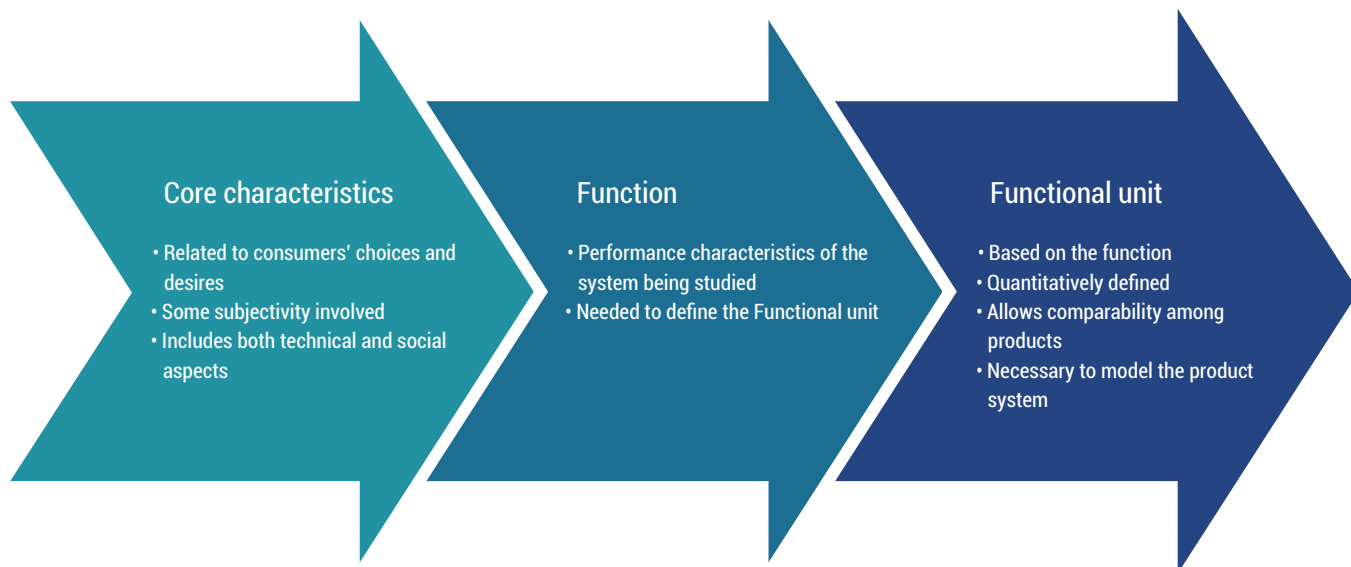 Core characteristics
• Related to consumers' choices and
desires
• Some subjectivity involved
• Includes both technical and social
aspects
Function
• Performance characteristics of the
system being studied
• Needed to define the Functional unit
Functional unit
• Based on the function
• Quantitatively defined
• Allows comparability among
products
• Necessary to model the product
system